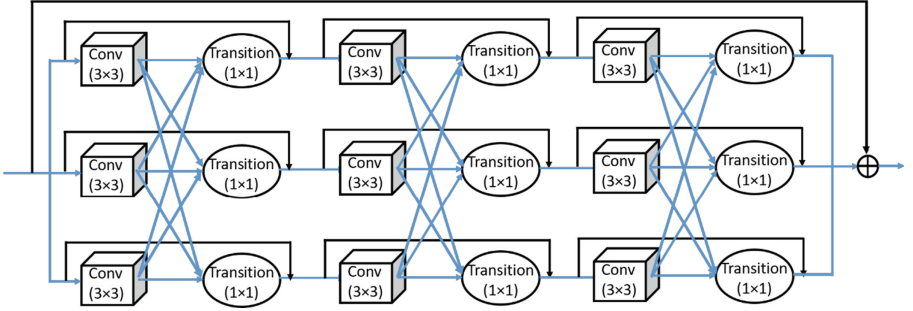 Conv
(3×3)
Transition
(1×1)
Conv
(3×3)
Transition
(1×1)
Conv
(3×3)
Transition
(1×1)
Conv
(3×3)
Transition
(1×1)
Conv
(3×3)
Transition
(1×1)
Conv
(3×3)
Transition
(1×1)
Conv
(3×3)
Transition
(1×1)
Conv
(3×3)
Transition
(1×1)
Conv
(3×3)
Transition
(1×1)